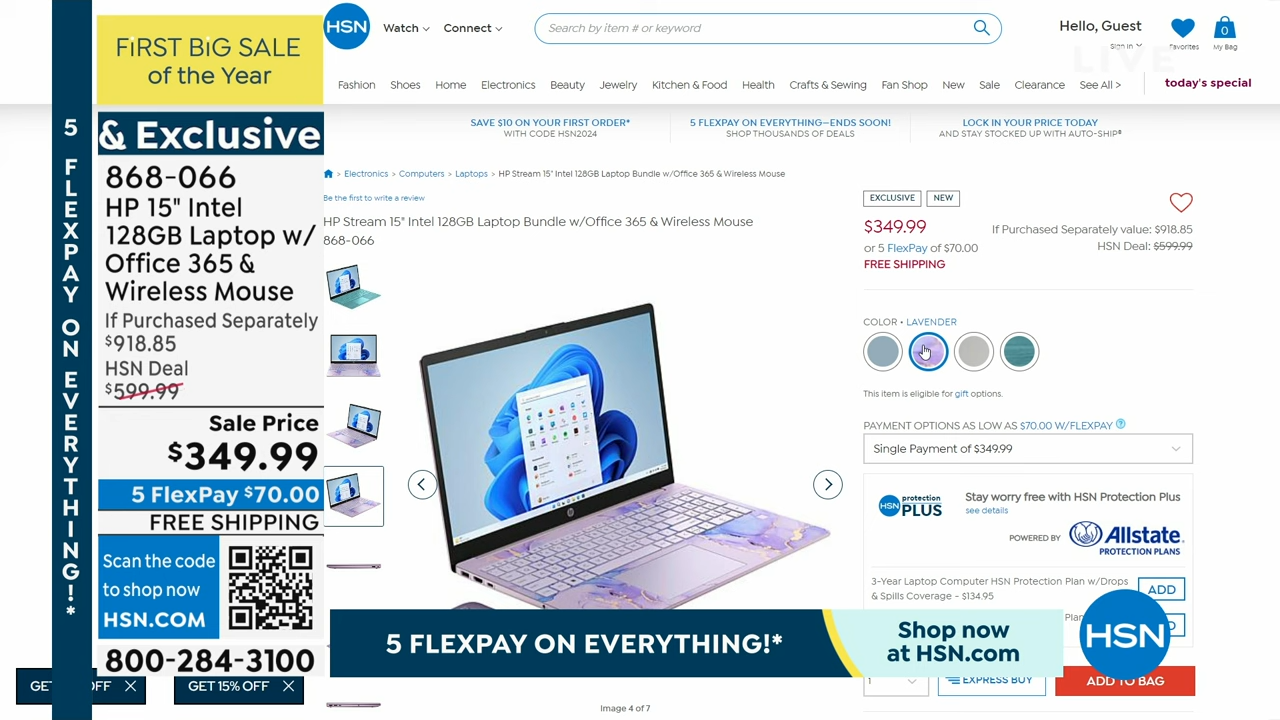 FiRST BiG SALE
of the Year
5 FLEXPAY ON EVERYTHING!*
& Exclusive
868-066
HP 15" Intel
128GB Laptop w/
Office 365 &
Wireless Mouse
If Purchased Separately
$918.85
HSN Deal
$599.99
Sale Price
$349.99
5 FlexPay $70.00
FREE SHIPPING
Scan the code
to shop now
HSN.COM
800-284-3100
GET
OFF
GET 15% OFF
HSN
Watch
Connect
Search by item # or keyword
Hello, Guest
Sign in
Favorites
0
My Bag
LIVE
Fashion Shoes Home Electronics Beauty Jewelry Kitchen & Food Health Crafts & Sewing Fan Shop New Sale Clearance See All > today's special
SAVE $10 ON YOUR FIRST ORDER*
WITH CODE HSN2024
5 FLEXPAY ON EVERYTHING—ENDS SOON!
SHOP THOUSANDS OF DEALS
LOCK IN YOUR PRICE TODAY
AND STAY STOCKED UP WITH AUTO-SHIP®
> Electronics > Computers > Laptops > HP Stream 15" Intel 128GB Laptop Bundle w/Office 365 & Wireless Mouse
Be the first to write a review
HP Stream 15" Intel 128GB Laptop Bundle w/Office 365 & Wireless Mouse
868-066
EXCLUSIVE NEW
$349.99
or 5 FlexPay of $70.00
FREE SHIPPING
If Purchased Separately value: $918.85
HSN Deal: $599.99
COLOR • LAVENDER
This item is eligible for gift options.
PAYMENT OPTIONS AS LOW AS $70.00 W/FLEXPAY
Single Payment of $349.99
HSN protection PLUS
Stay worry free with HSN Protection Plus
see details
POWERED BY
Allstate
PROTECTION PLANS
3-Year Laptop Computer HSN Protection Plan w/Drops
& Spills Coverage - $134.95
ADD
Plan
5 FLEXPAY ON EVERYTHING!*
Shop now
at HSN.com
HSN
1
EXPRESS BUY
ADD TO BAG
Image 4 of 7